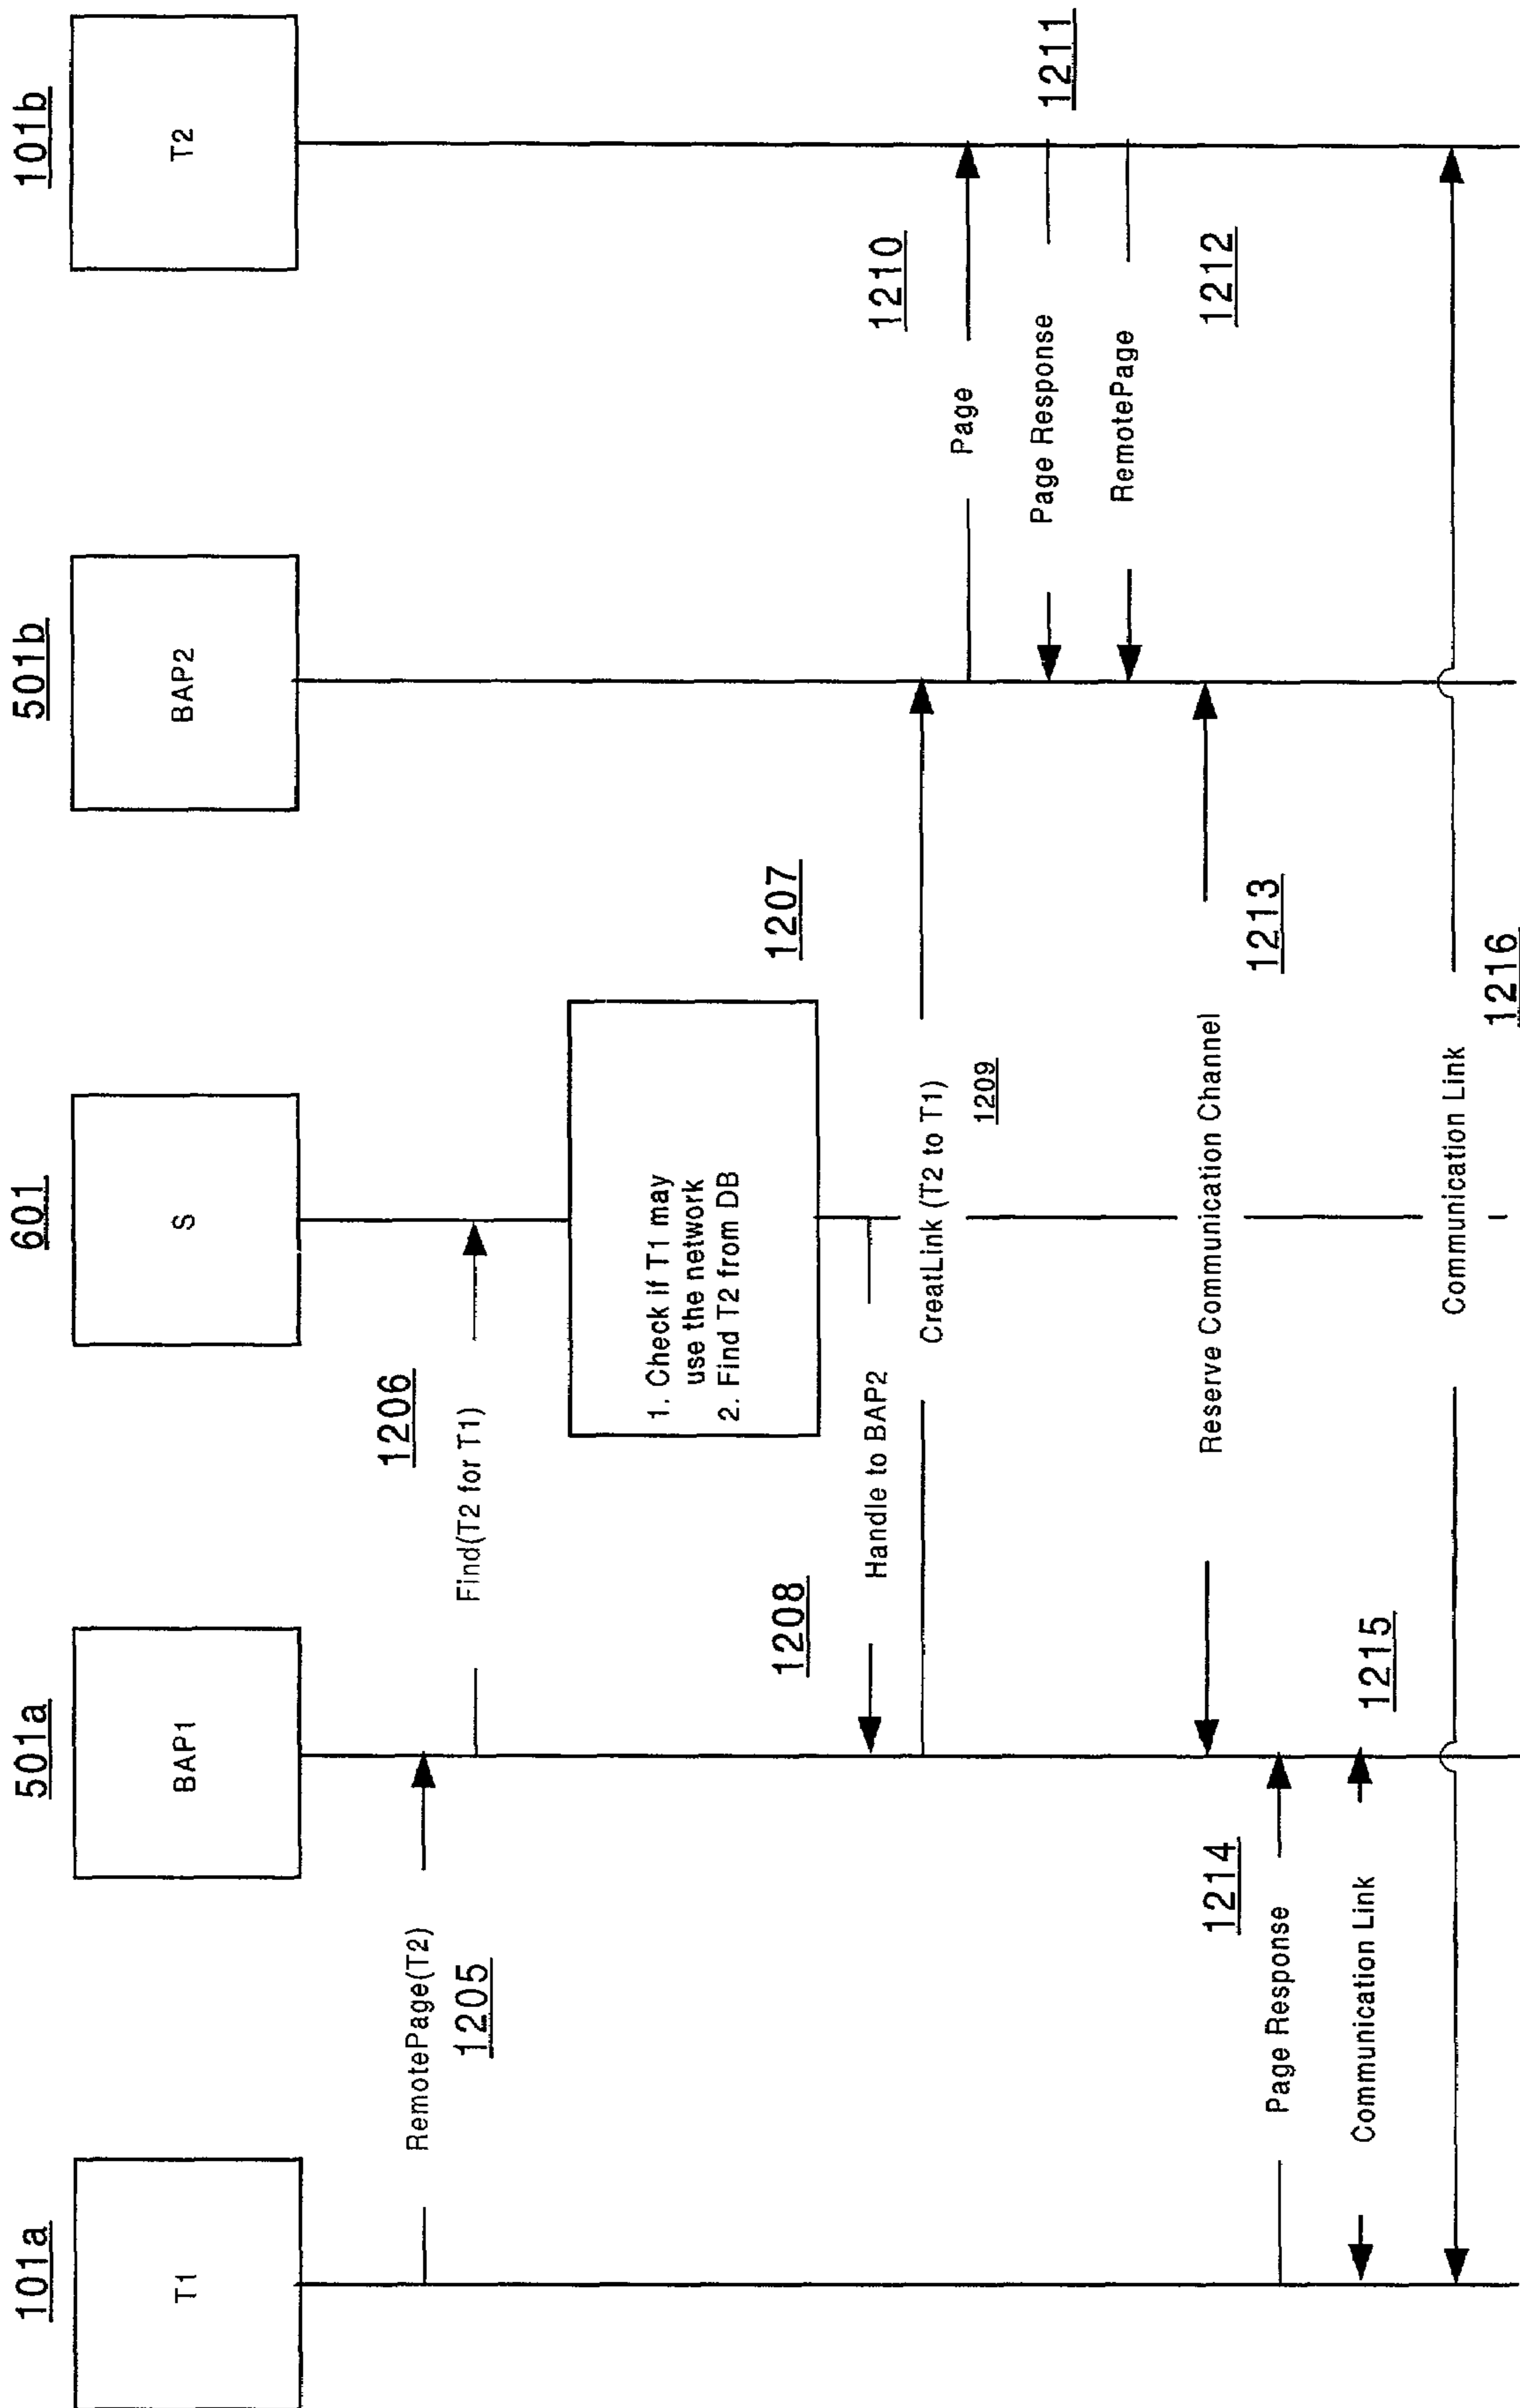 101a
501a
601
501b
101b
T1
BAP1
S
BAP2
T2
RemotePage(T2)
1205
1206
Find(T2 for T1)
1. Check if T1 may
use the network
2. Find T2 from DB
1207
1208
Handle to BAP2
CreatLink (T2 to T1)
1209
1210
Page
Page Response
1211
RemotePage
1212
Reserve Communication Channel
1213
1214
Page Response
Communication Link
1215
Communication Link
1216